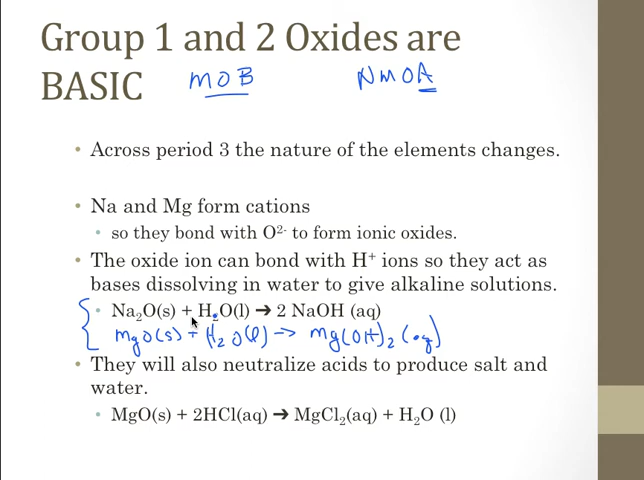 Group 1 and 2 Oxides are
BASIC MOB NMOA
• Across period 3 the nature of the elements changes.
• Na and Mg form cations
• so they bond with O²⁻ to form ionic oxides.
• The oxide ion can bond with H⁺ ions so they act as
bases dissolving in water to give alkaline solutions.
• Na₂O(s) + H₂O(l) ➔ 2 NaOH (aq)
MgO(s) + H₂O(l) → Mg(OH)₂(aq)
• They will also neutralize acids to produce salt and
water.
• MgO(s) + 2HCl(aq) ➔ MgCl₂(aq) + H₂O (l)